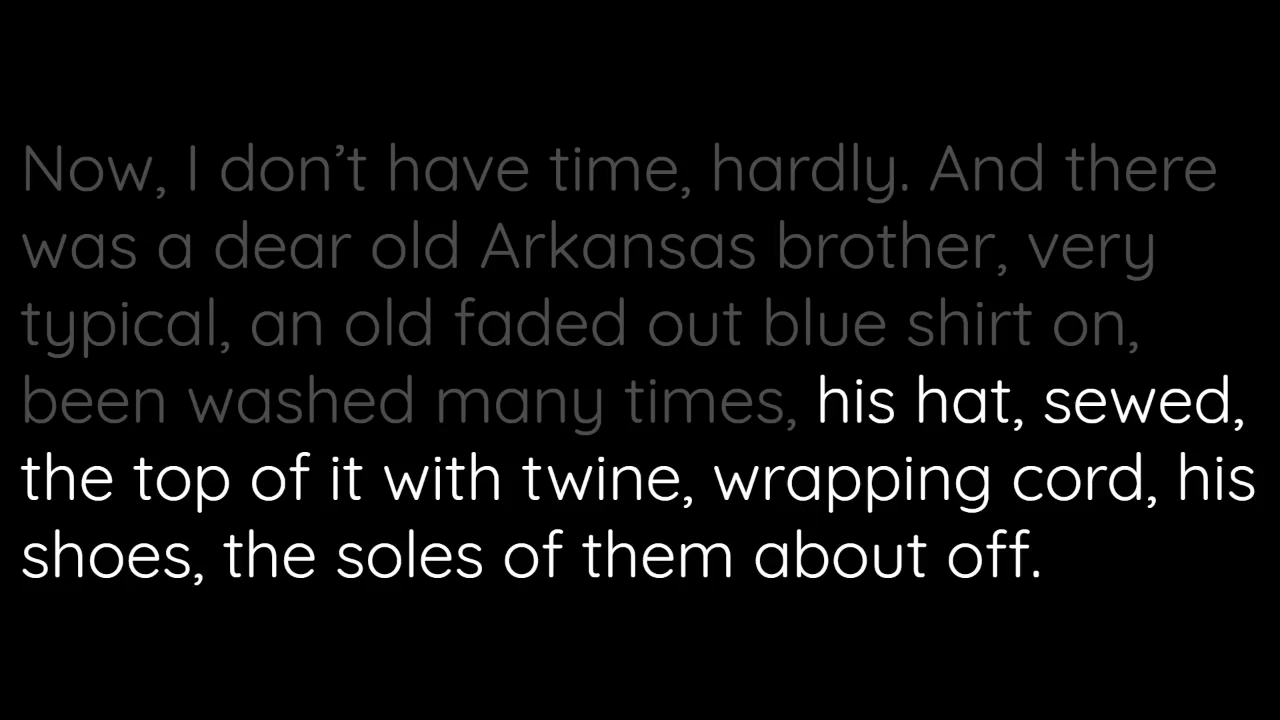 Now, I don’t have time, hardly. And there
was a dear old Arkansas brother, very
typical, an old faded out blue shirt on,
been washed many times, his hat, sewed,
the top of it with twine, wrapping cord, his
shoes, the soles of them about off.